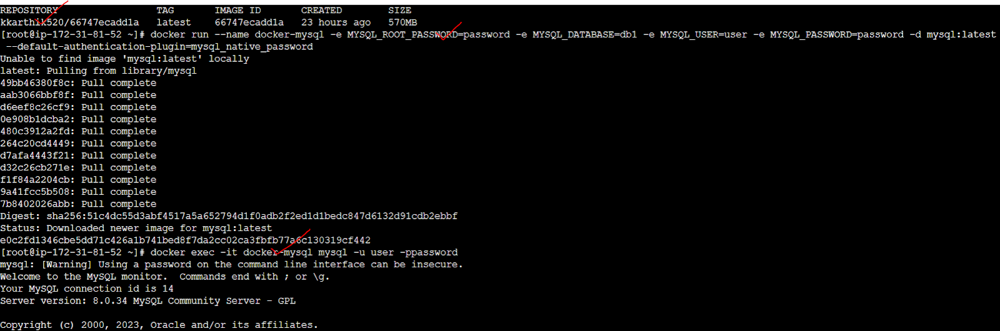 REPOSITORY TAG IMAGE ID CREATED SIZE
kkarthik520/66747ecadd1a latest 66747ecadd1a 23 hours ago 570MB
[root@ip-172-31-81-52 ~]# docker run --name docker-mysql -e MYSQL_ROOT_PASSWORD=password -e MYSQL_DATABASE=db1 -e MYSQL_USER=user -e MYSQL_PASSWORD=password -d mysql:latest
--default-authentication-plugin=mysql_native_password
Unable to find image 'mysql:latest' locally
latest: Pulling from library/mysql
49bb46380f8c: Pull complete
aab3066bbf8f: Pull complete
d6eef8c26cf9: Pull complete
0e908b1dcba2: Pull complete
480c3912a2fd: Pull complete
264c20cd4449: Pull complete
d7afa4443f21: Pull complete
d32c26cb271e: Pull complete
f1f84a2204cb: Pull complete
9a41fcc5b508: Pull complete
7b8402026abb: Pull complete
Digest: sha256:51c4dc55d3abf4517a5a652794d1f0adb2f2ed1d1bedc847d6132d91cdb2ebbf
Status: Downloaded newer image for mysql:latest
e0c2fd1346cbe5dd71c426a1b741bed8f7da2cc02ca3fbfb77a6c130319cf442
[root@ip-172-31-81-52 ~]# docker exec -it docker-mysql mysql -u user -ppassword
mysql: [Warning] Using a password on the command line interface can be insecure.
Welcome to the MySQL monitor.  Commands end with ; or \g.
Your MySQL connection id is 14
Server version: 8.0.34 MySQL Community Server - GPL
Copyright (c) 2000, 2023, Oracle and/or its affiliates.